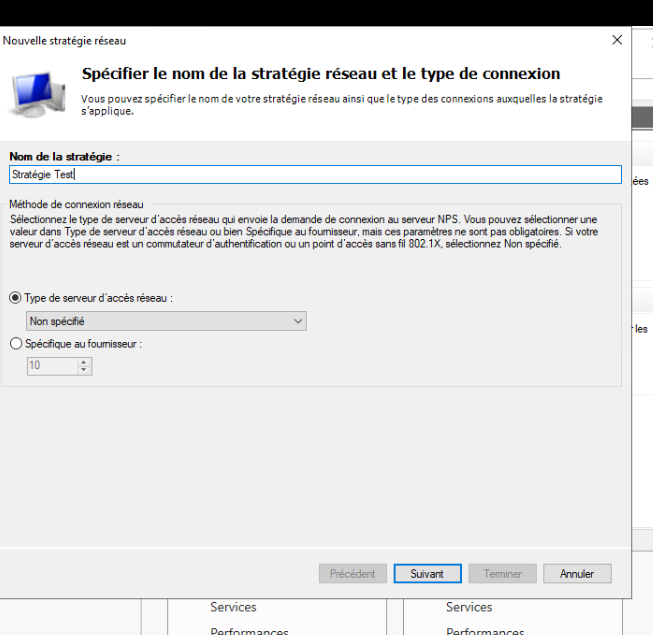 Nouvelle stratégie réseau
Spécifier le nom de la stratégie réseau et le type de connexion
Vous pouvez spécifier le nom de votre stratégie réseau ainsi que le type des connexions auxquelles la stratégie
s'applique.
Nom de la stratégie :
Stratégie Test
Méthode de connexion réseau
Sélectionnez le type de serveur d'accès réseau qui envoie la demande de connexion au serveur NPS. Vous pouvez sélectionner une
valeur dans Type de serveur d'accès réseau ou bien Spécifique au fournisseur, mais ces paramètres ne sont pas obligatoires. Si votre
serveur d'accès réseau est un commutateur d'authentification ou un point d'accès sans fil 802.1X, sélectionnez Non spécifié.
Type de serveur d'accès réseau :
Non spécifié
Spécifique au fournisseur :
10
Précédent Suivant Terminer Annuler
ées
les
Services Services
Performances Performances